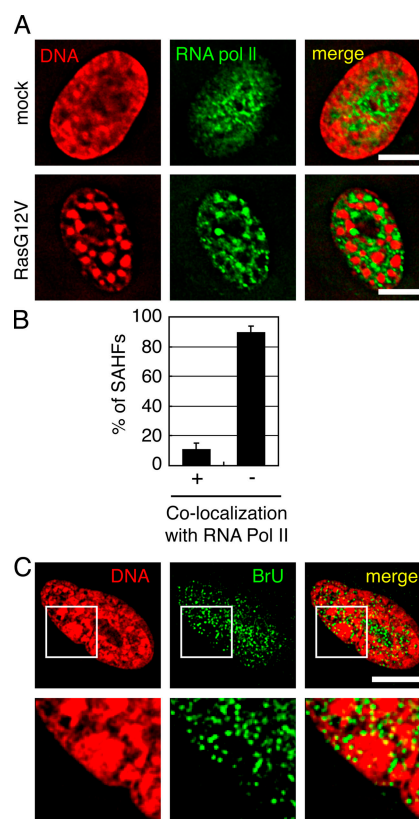 A
DNA
RNA pol II
merge
mock
RasG12V
B
% of SAHFs
100
80
60
40
20
0
+
-
Co-localization
with RNA Pol II
C
DNA
BrU
merge